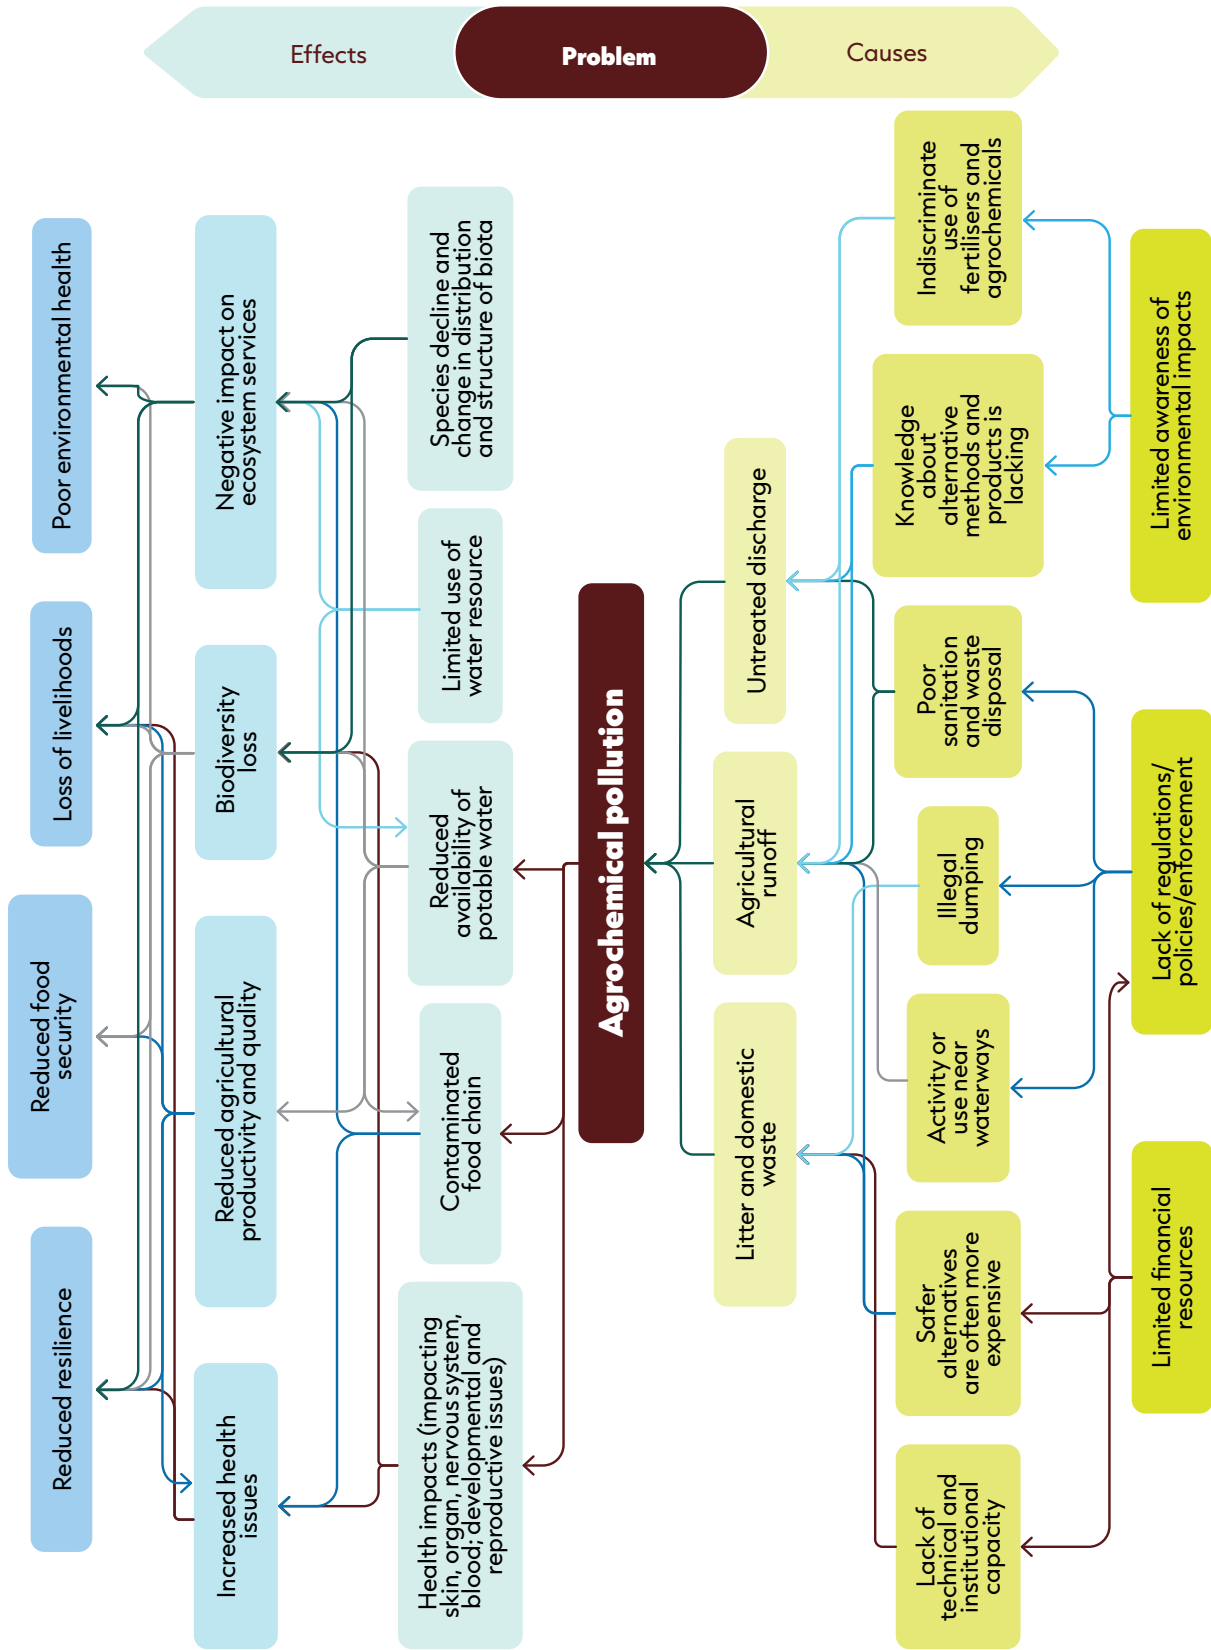 Effects
Problem
Causes
Reduced resilience
Reduced food
security
Loss of livelihoods
Poor environmental health
Increased health
issues
Reduced agricultural
productivity and quality
Biodiversity
loss
Negative impact on
ecosystem services
Health impacts (impacting
skin, organ, nervous system,
blood; developmental and
reproductive issues)
Contaminated
food chain
Reduced
availability of
potable water
Limited use of
water resource
Species decline and
change in distribution
and structure of biota
Agrochemical pollution
Litter and domestic
waste
Agricultural
runoff
Untreated discharge
Lack of
technical and
institutional
capacity
Safer
alternatives
are often more
expensive
Activity or
use near
waterways
Illegal
dumping
Poor
sanitation
and waste
disposal
Knowledge
about
alternative
methods and
products is
lacking
Indiscriminate
use of
fertilisers and
agrochemicals
Limited financial
resources
Lack of regulations/
policies/enforcement
Limited awareness of
environmental impacts